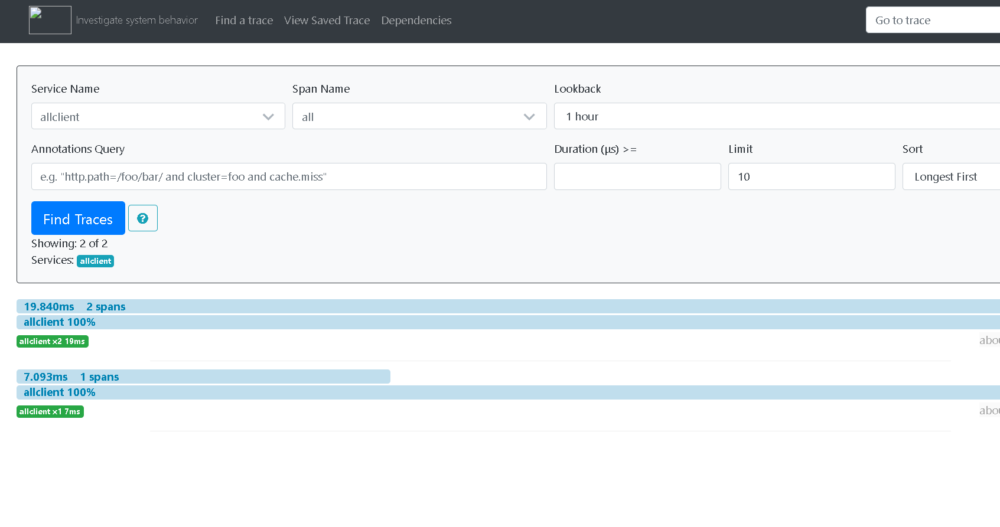 Investigate system behavior Find a trace View Saved Trace Dependencies Go to trace
Service Name Span Name Lookback
allclient all 1 hour
Annotations Query Duration (μs) >= Limit Sort
e.g. "http.path=/foo/bar/ and cluster=foo and cache.miss" 10 Longest First
Find Traces
Showing: 2 of 2
Services: allclient
19.840ms 2 spans
allclient 100%
allclient x2 19ms
7.093ms 1 spans
allclient 100%
allclient x1 7ms